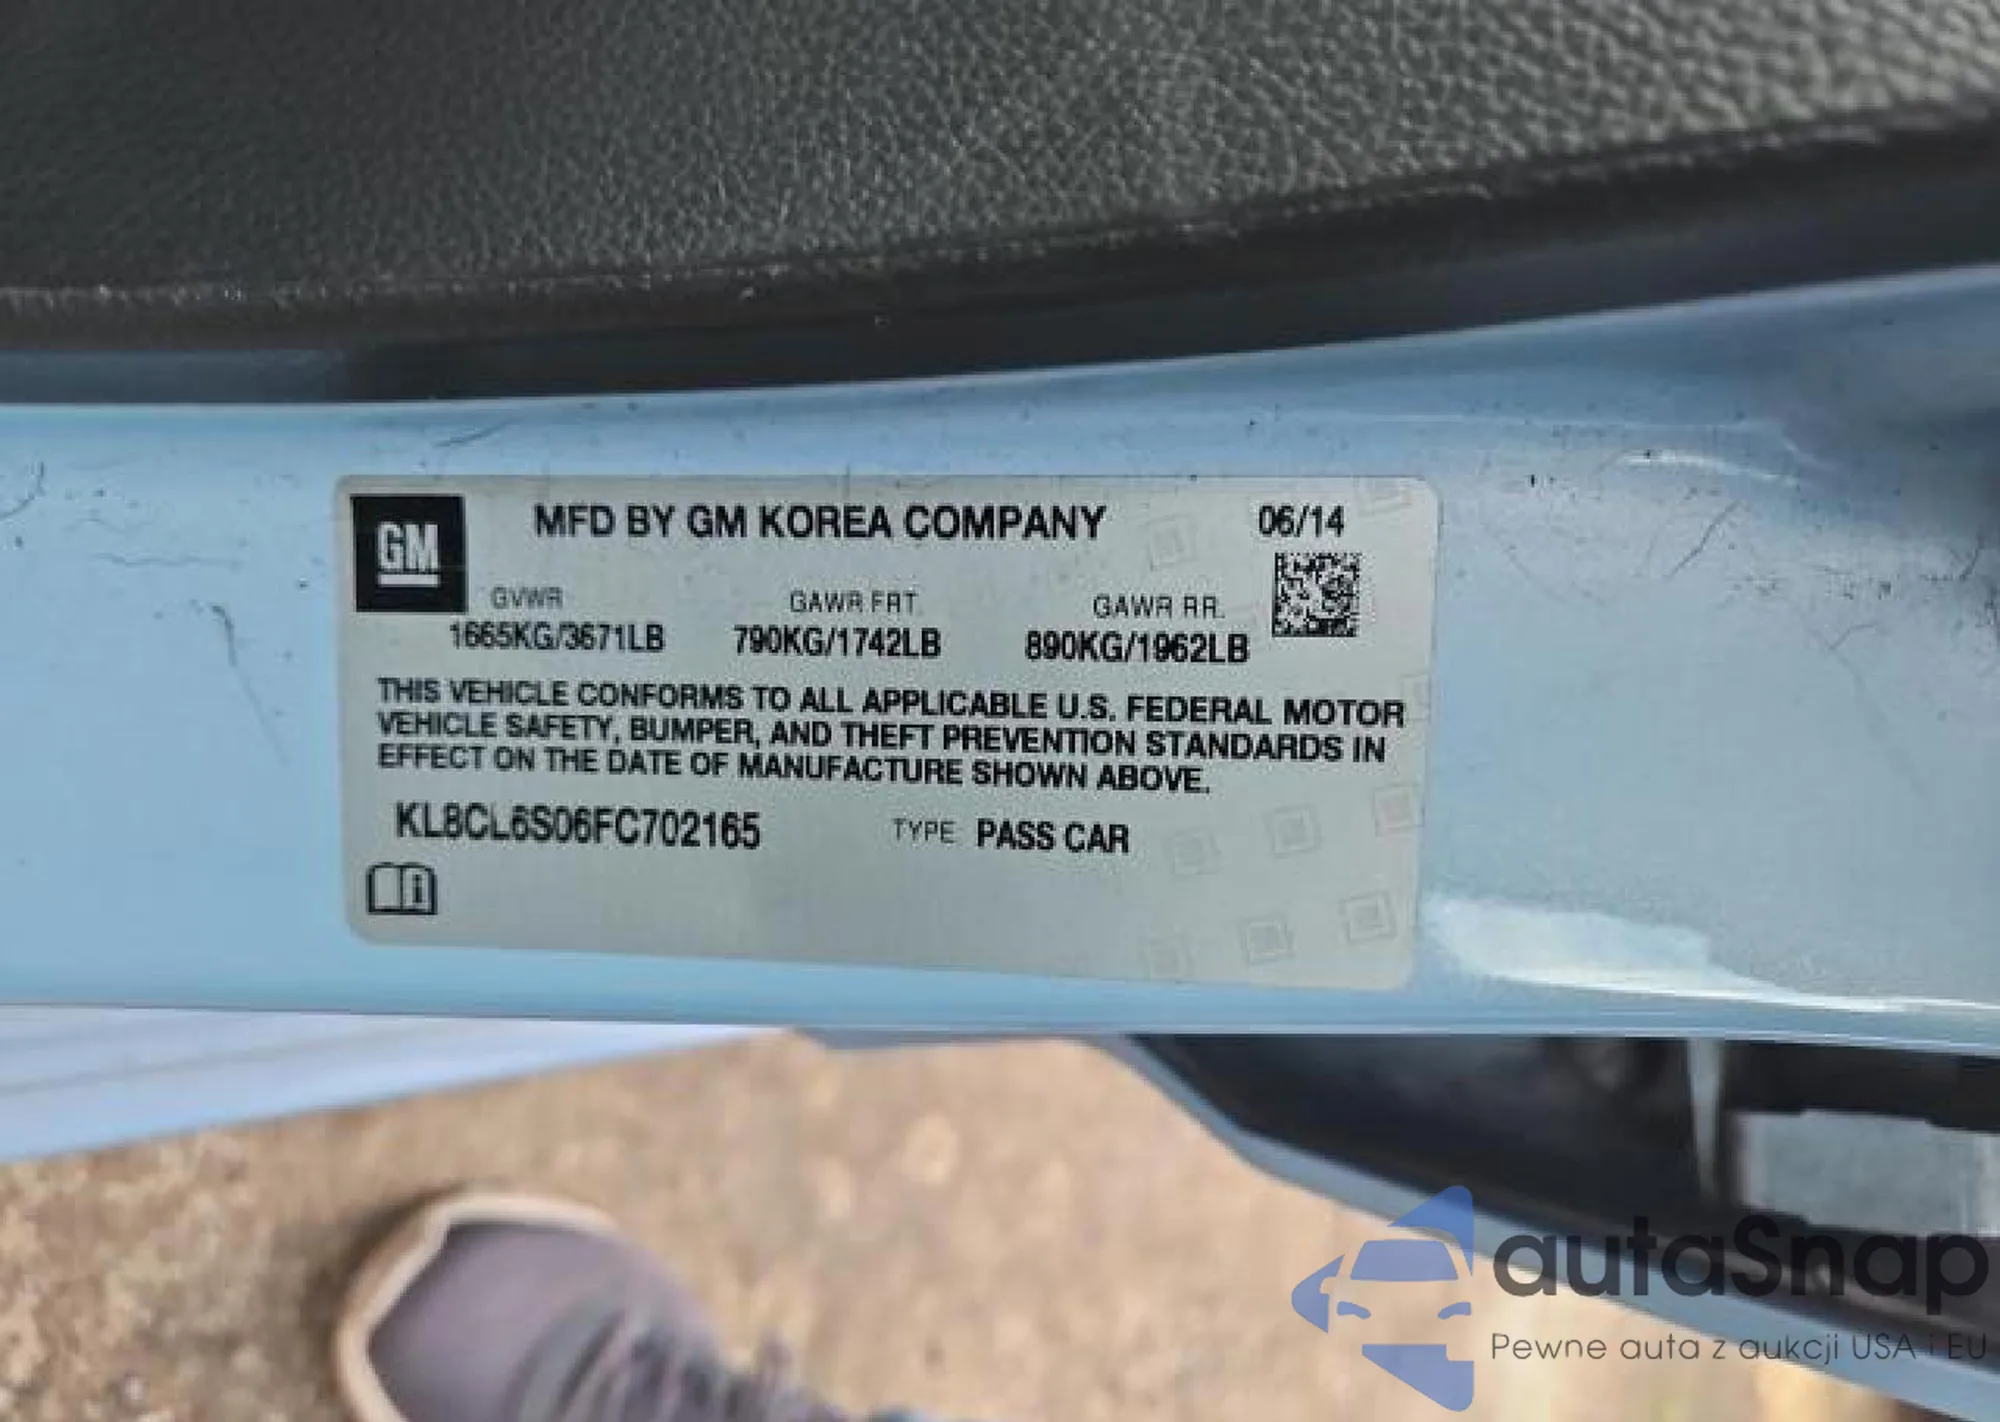 GM
MFD BY GM KOREA COMPANY 06/14
GVWR GAWR FRT. GAWR RR.
1665KG/3671LB 790KG/1742LB 890KG/1962LB
THIS VEHICLE CONFORMS TO ALL APPLICABLE U.S. FEDERAL MOTOR
VEHICLE SAFETY, BUMPER, AND THEFT PREVENTION STANDARDS IN
EFFECT ON THE DATE OF MANUFACTURE SHOWN ABOVE.
KL8CL6S06FC702165 TYPE PASS CAR
i
autaSnap
Pewne auta z aukcji USA i EU